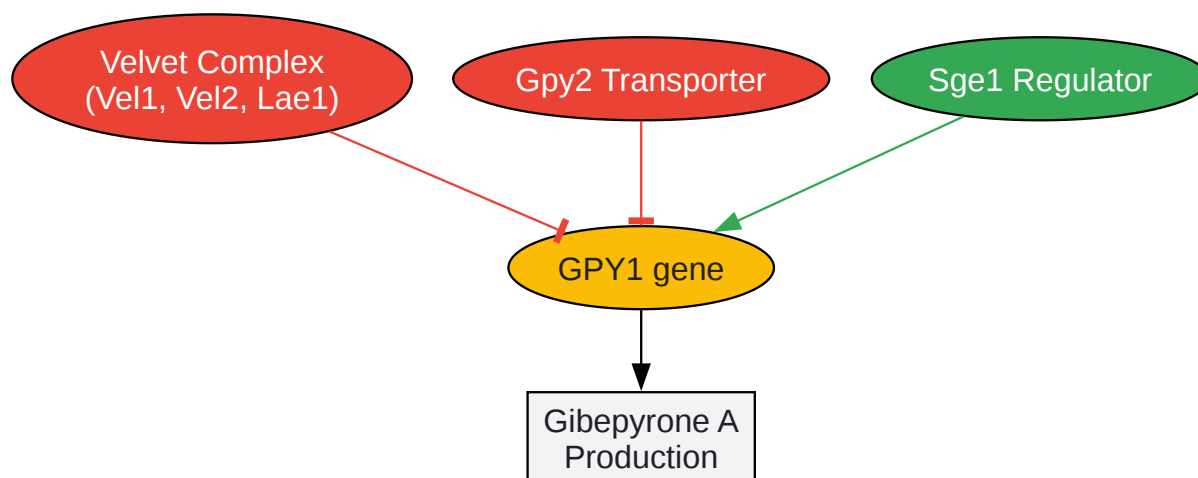 Velvet Complex
(Vel1, Vel2, Lae1)
Gpy2 Transporter
Sge1 Regulator
GPY1 gene
Gibepyrone A
Production